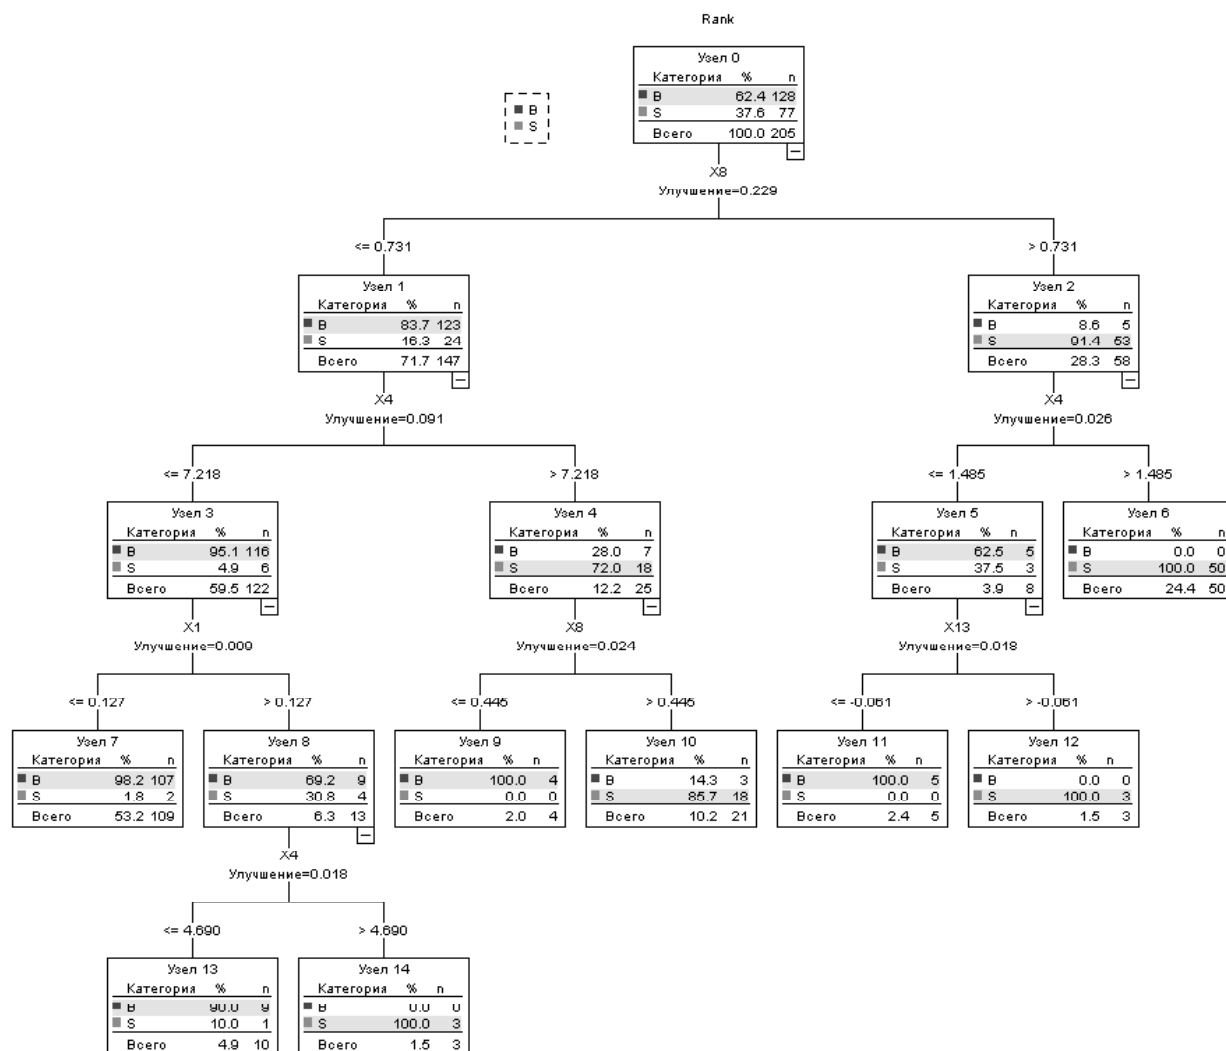 Rank
Узел 0
Категория % n
B 62.4 128
S 37.6 77
Всего 100.0 205
B
S
X8
Улучшение=0.229
<= 0.731
> 0.731
Узел 1
Категория % n
B 83.7 123
S 16.3 24
Всего 71.7 147
Узел 2
Категория % n
B 8.6 5
S 91.4 53
Всего 28.3 58
X4
Улучшение=0.091
X4
Улучшение=0.026
<= 7.218
> 7.218
<= 1.485
> 1.485
Узел 3
Категория % n
B 95.1 116
S 4.9 6
Всего 59.5 122
Узел 4
Категория % n
B 28.0 7
S 72.0 18
Всего 12.2 25
Узел 5
Категория % n
B 62.5 5
S 37.5 3
Всего 3.9 8
Узел 6
Категория % n
B 0.0 0
S 100.0 50
Всего 24.4 50
X1
Улучшение=0.009
X8
Улучшение=0.024
X13
Улучшение=0.018
<= 0.127
> 0.127
<= 0.445
> 0.445
<= -0.061
> -0.061
Узел 7
Категория % n
B 98.2 107
S 1.8 2
Всего 53.2 109
Узел 8
Категория % n
B 69.2 9
S 30.8 4
Всего 6.3 13
Узел 9
Категория % n
B 100.0 4
S 0.0 0
Всего 2.0 4
Узел 10
Категория % n
B 14.3 3
S 85.7 18
Всего 10.2 21
Узел 11
Категория % n
B 100.0 5
S 0.0 0
Всего 2.4 5
Узел 12
Категория % n
B 0.0 0
S 100.0 3
Всего 1.5 3
X4
Улучшение=0.018
<= 4.690
> 4.690
Узел 13
Категория % n
B 90.0 9
S 10.0 1
Всего 4.9 10
Узел 14
Категория % n
B 0.0 0
S 100.0 3
Всего 1.5 3